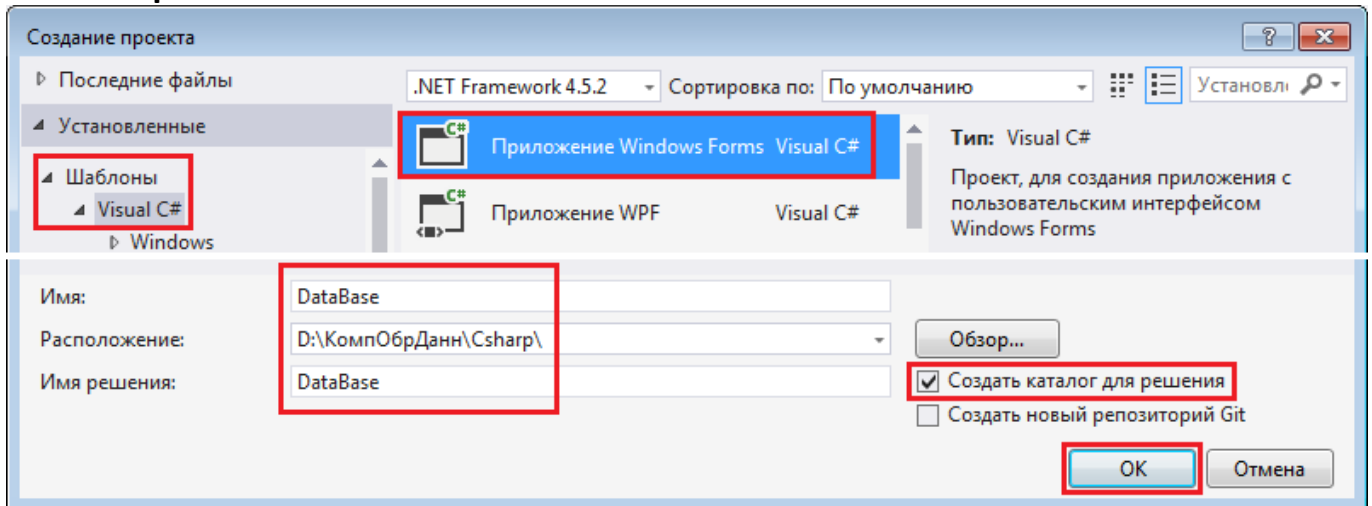 Создание проекта
Последние файлы
.NET Framework 4.5.2 Сортировка по: По умолчанию
Установленные
Шаблоны
Visual C#
Windows
Приложение Windows Forms Visual C#
Приложение WPF Visual C#
Тип: Visual C#
Проект, для создания приложения с
пользовательским интерфейсом
Windows Forms
Имя: DataBase
Расположение: D:\КомпОбрДанн\Csharp\ Обзор...
Имя решения: DataBase
Создать каталог для решения
Создать новый репозиторий Git
OK Отмена